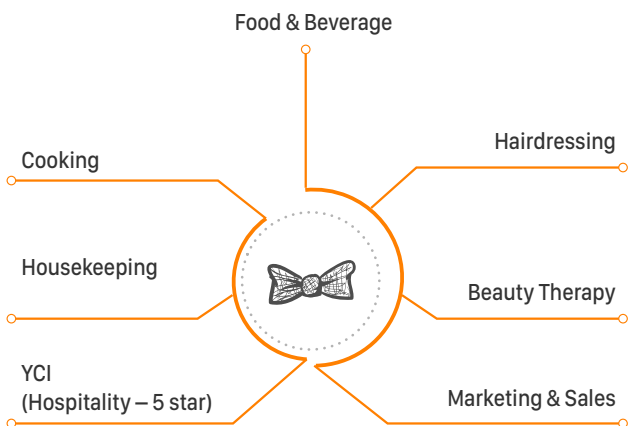 Food & Beverage
Hairdressing
Cooking
Housekeeping
Beauty Therapy
YCI
(Hospitality – 5 star)
Marketing & Sales